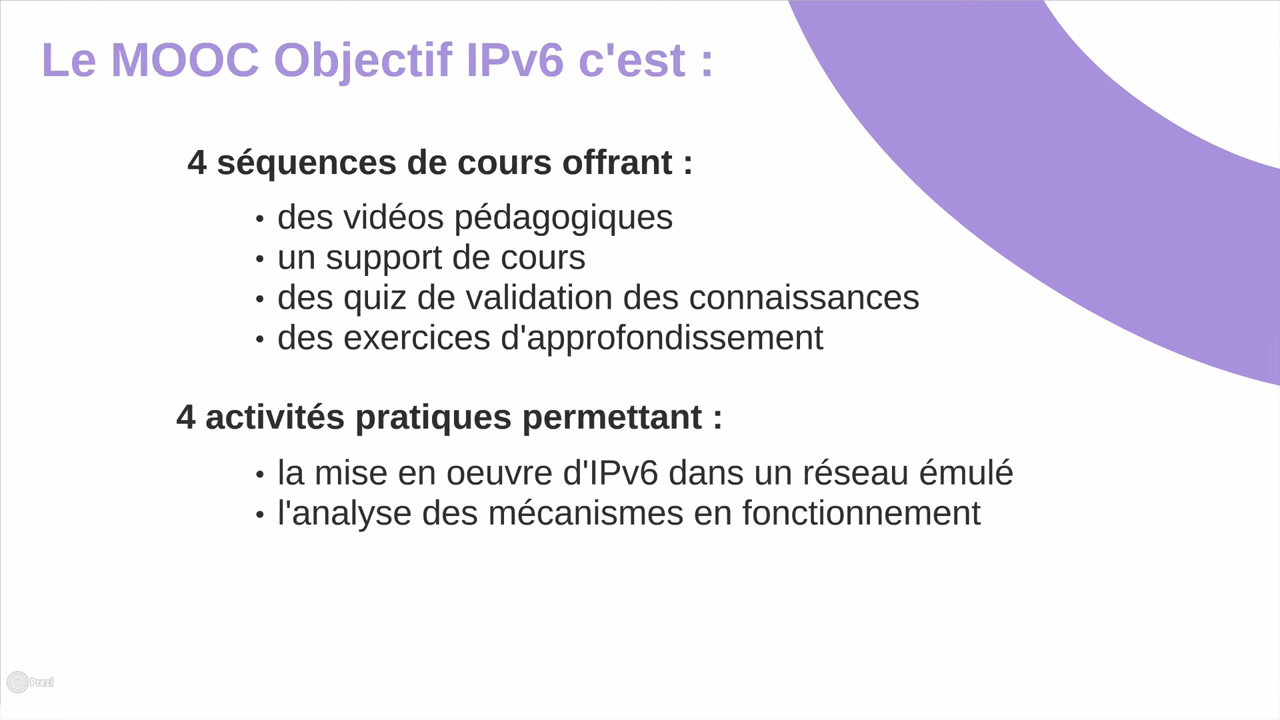 Le MOOC Objectif IPv6 c'est :
4 séquences de cours offrant :
• des vidéos pédagogiques
• un support de cours
• des quiz de validation des connaissances
• des exercices d'approfondissement
4 activités pratiques permettant :
• la mise en oeuvre d'IPv6 dans un réseau émulé
• l'analyse des mécanismes en fonctionnement
Prezi